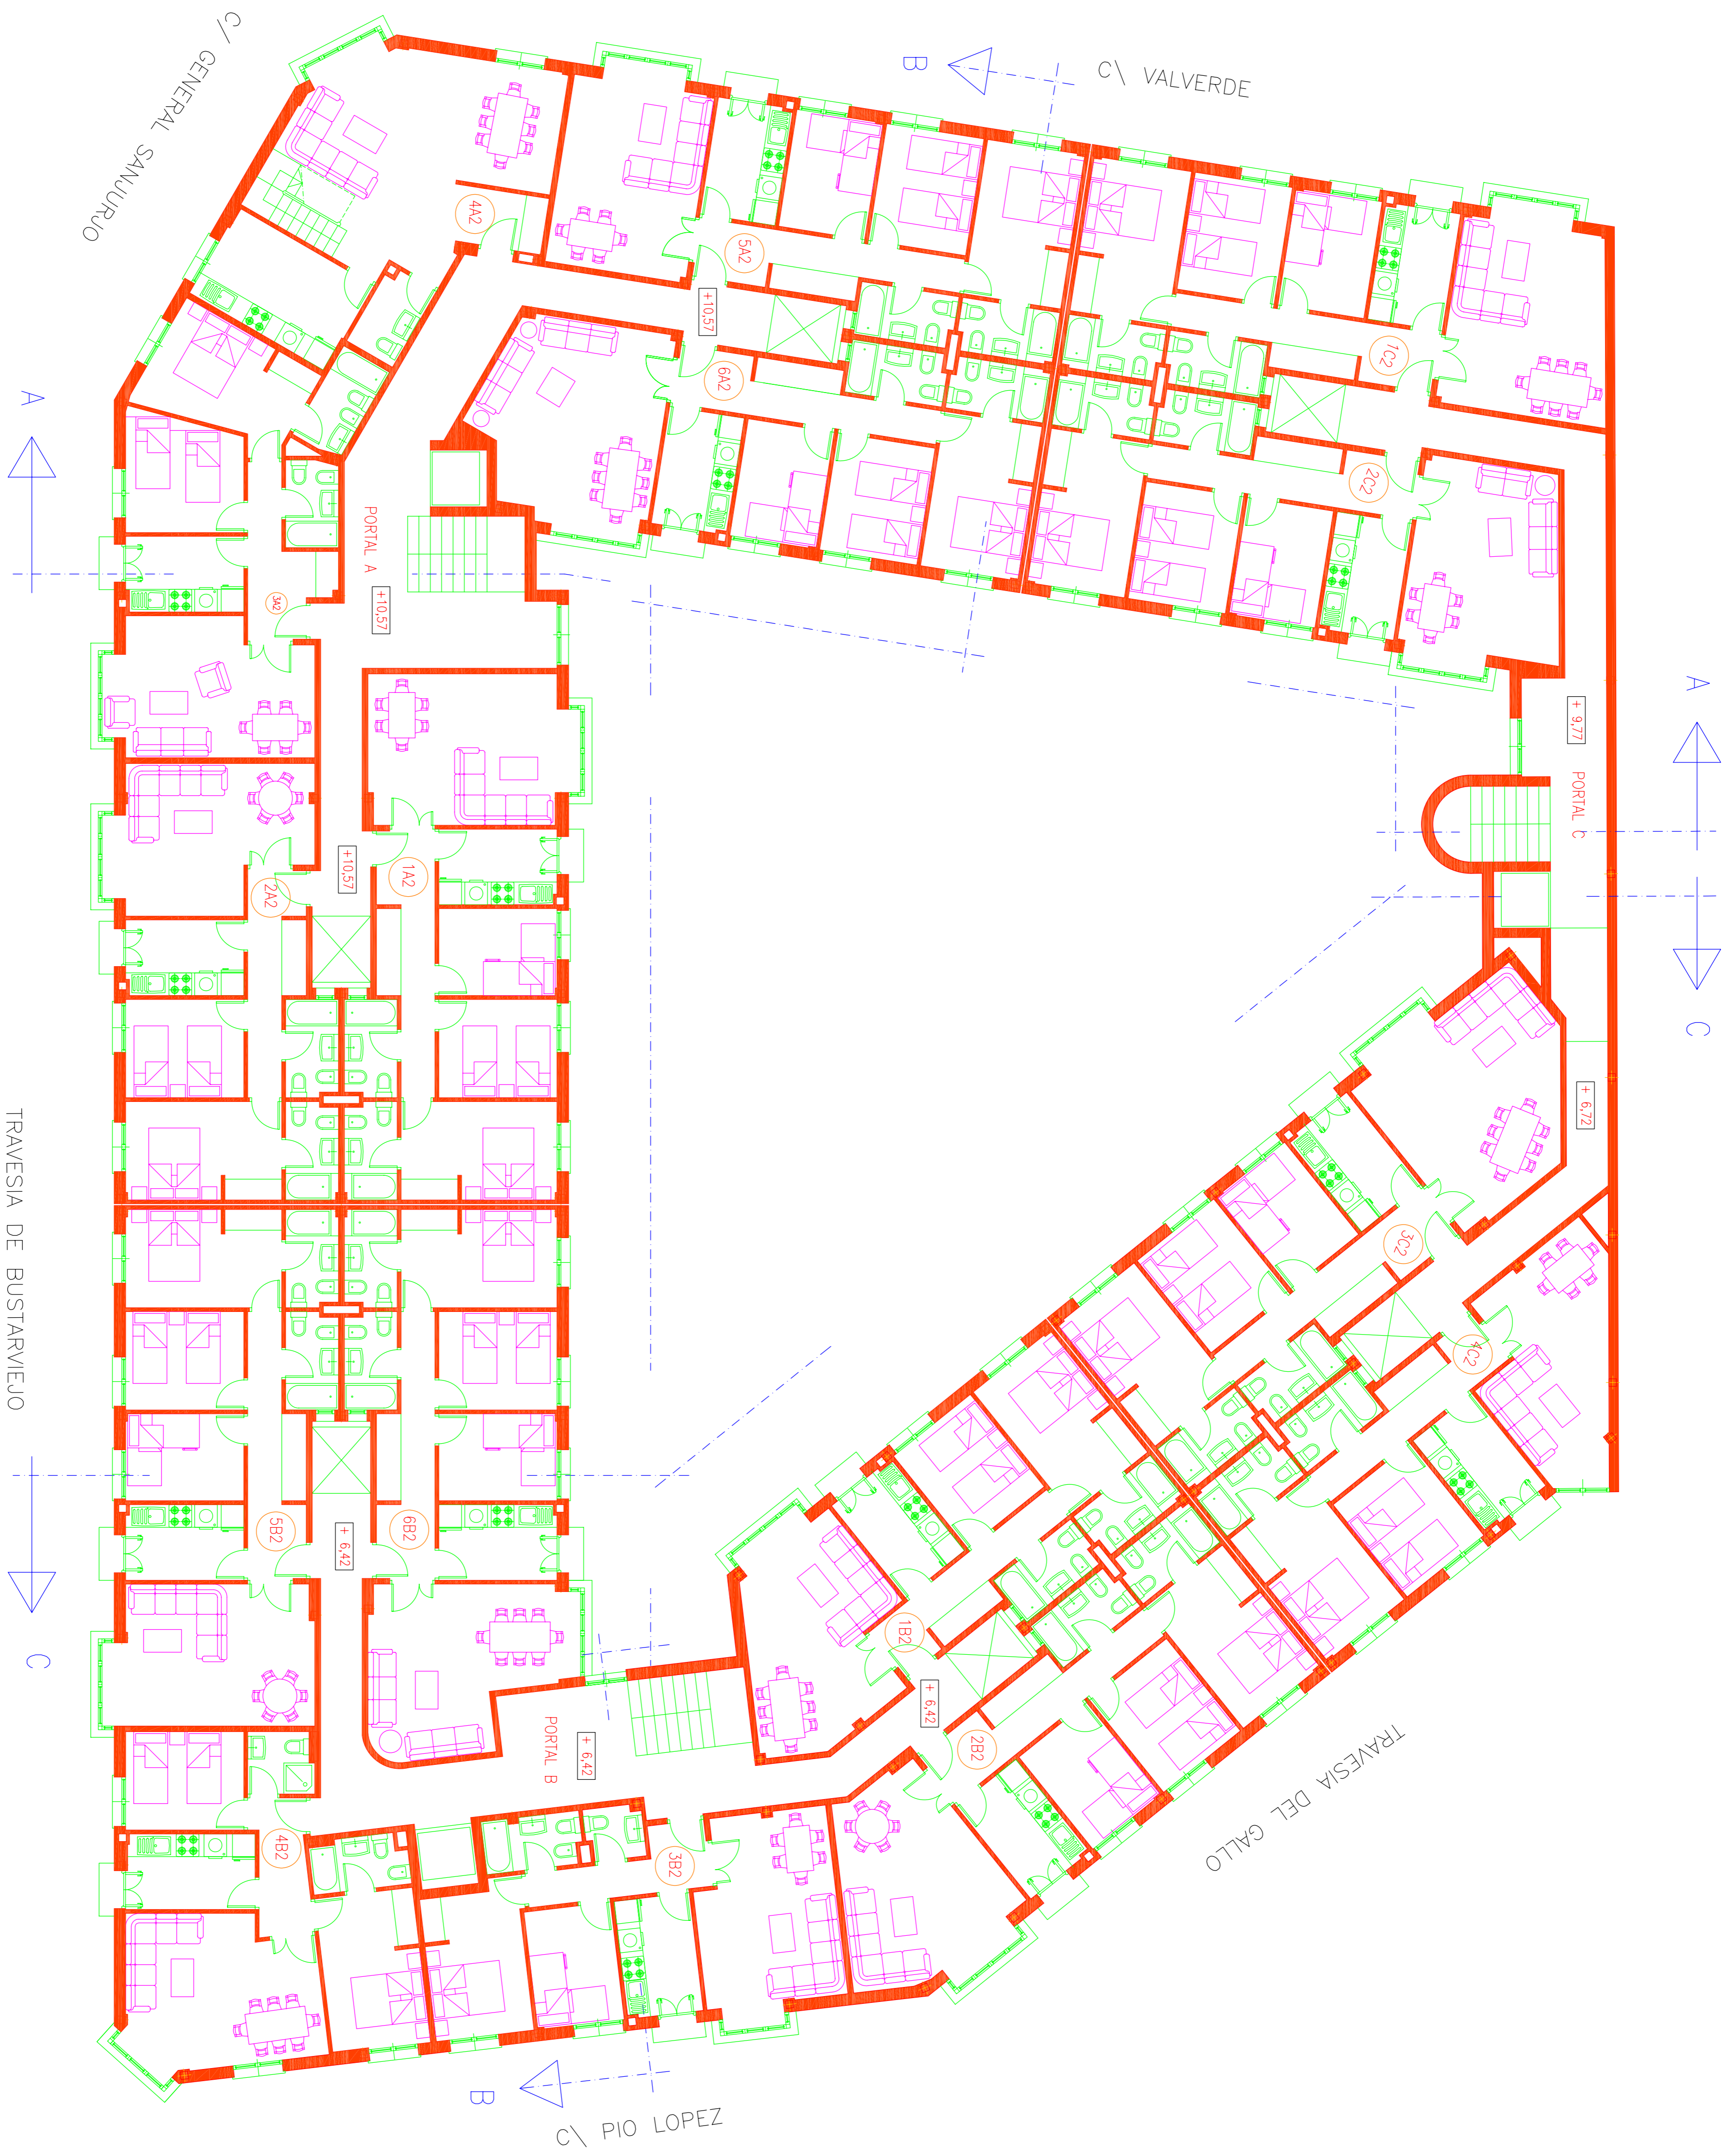 C/ GENERAL SANJURJO
B
C\ VALVERDE
4A2
5A2
+10,57
6A2
1C2
2C2
A
PORTAL A
+10,57
3A2
A
+ 9,77
PORTAL C
1A2
+10,57
2A2
C
+ 6,72
3C2
4C2
TRAVESIA DE BUSTARVIEJO
5B2
6B2
+ 6,42
1B2
+ 6,42
2B2
C
PORTAL B
+ 6,42
TRAVESIA DEL GALLO
4B2
3B2
B
C\ PIO LOPEZ